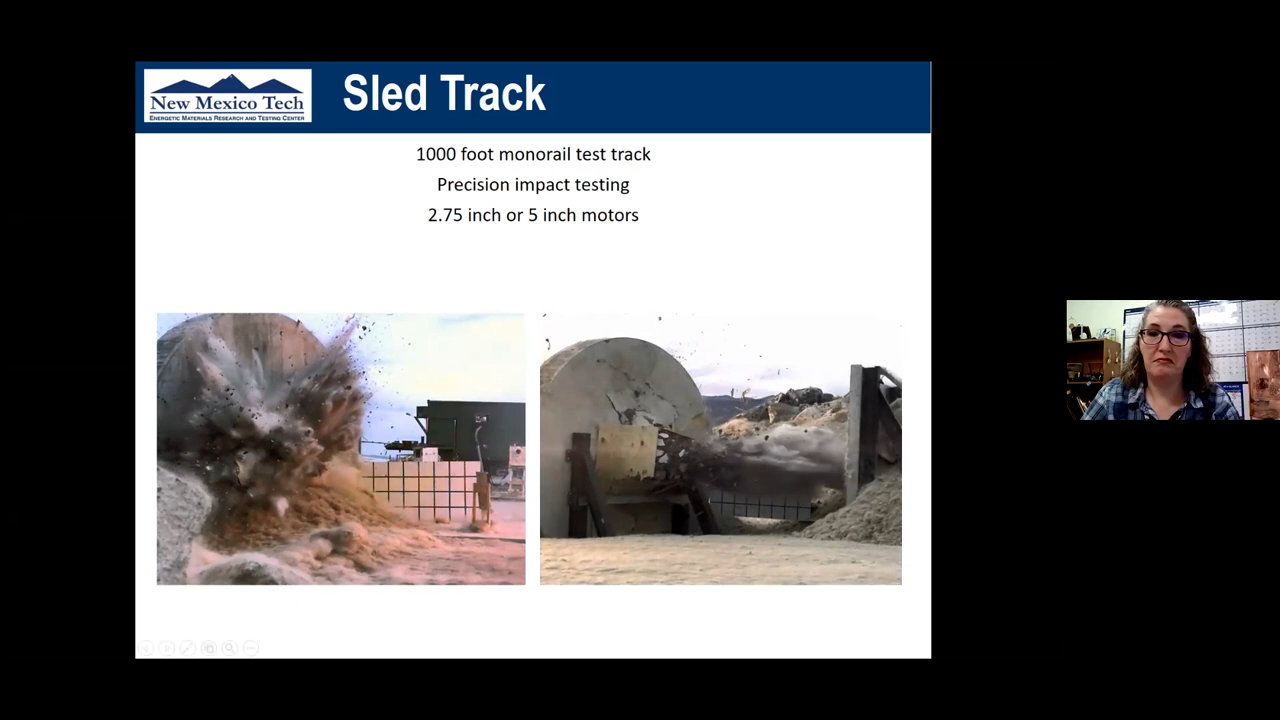 New Mexico Tech
Energetic Materials Research and Testing Center
Sled Track
1000 foot monorail test track
Precision impact testing
2.75 inch or 5 inch motors